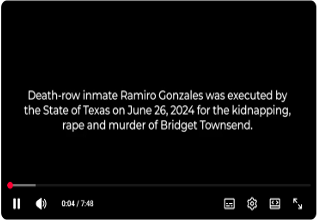 Death-row inmate Ramiro Gonzales was executed by
the State of Texas on June 26, 2024 for the kidnapping,
rape and murder of Bridget Townsend.
0:04 / 7:48